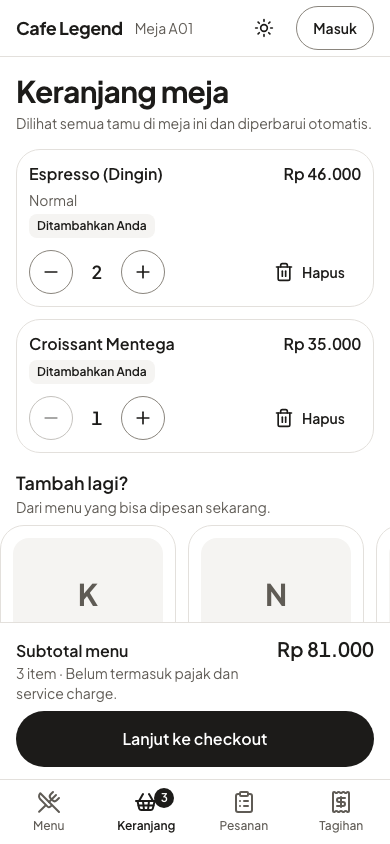 Cafe Legend Meja A01 Masuk
Keranjang meja
Dilihat semua tamu di meja ini dan diperbarui otomatis.
Espresso (Dingin) Rp 46.000
Normal
Ditambahkan Anda
2 Hapus
Croissant Mentega Rp 35.000
Ditambahkan Anda
1 Hapus
Tambah lagi?
Dari menu yang bisa dipesan sekarang.
K N
Subtotal menu Rp 81.000
3 item · Belum termasuk pajak dan
service charge.
Lanjut ke checkout
3
Menu Keranjang Pesanan Tagihan